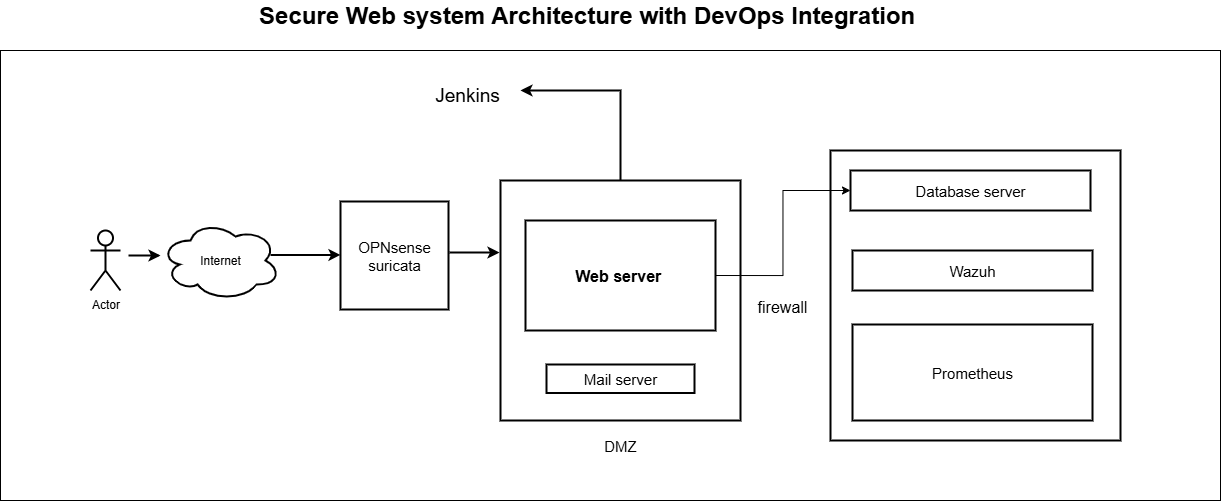 Secure Web system Architecture with DevOps Integration
Jenkins
Database server
OPNsense
suricata
Internet
Web server
Wazuh
Actor
firewall
Prometheus
Mail server
DMZ